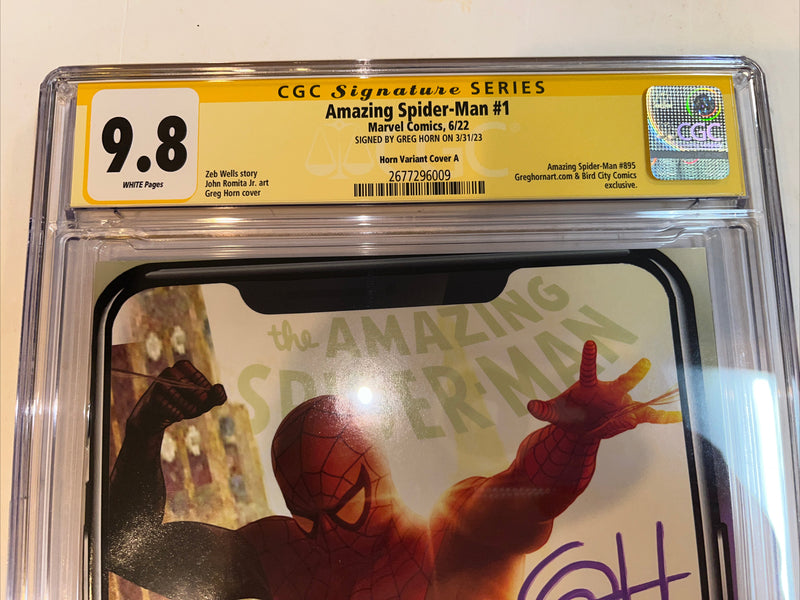 CGC Signature SERIES
Amazing Spider-Man #1
Marvel Comics, 6/22
SIGNED BY GREG HORN ON 3/31/23
Horn Variant Cover A
2677296009
9.8
WHITE Pages
Zeb Wells story
John Romita Jr. art
Greg Horn cover
Amazing Spider-Man #895
Greghornart.com & Bird City Comics
exclusive.
CGC
the AMAZING
SPIDER-MAN